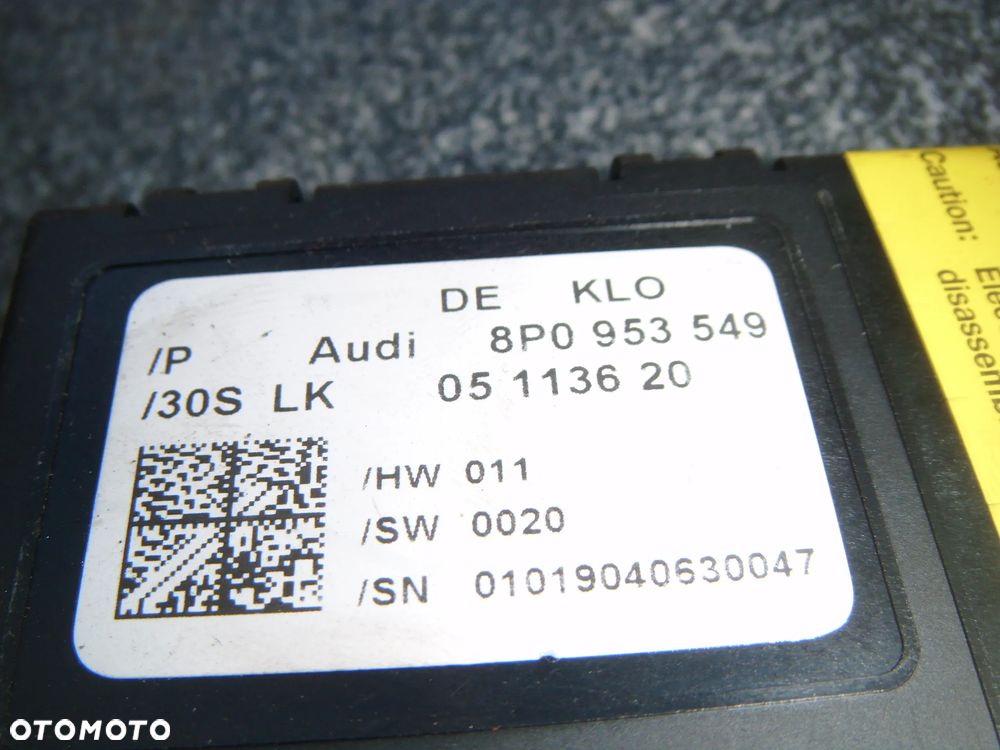 DE KLO
/P Audi 8P0 953 549
/30S LK 05 1136 20
/HW 011
/SW 0020
/SN 01019040630047
Caution:
OTOMOTO